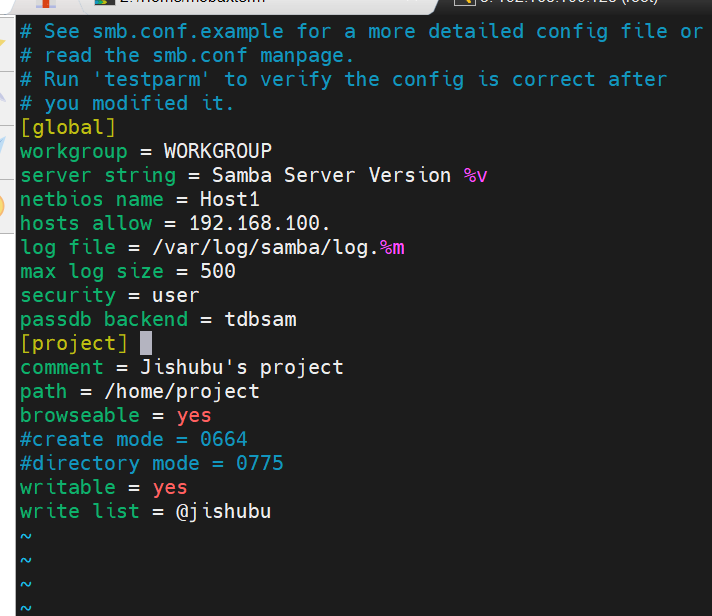 # See smb.conf.example for a more detailed config file or
# read the smb.conf manpage.
# Run 'testparm' to verify the config is correct after
# you modified it.
[global]
workgroup = WORKGROUP
server string = Samba Server Version %v
netbios name = Host1
hosts allow = 192.168.100.
log file = /var/log/samba/log.%m
max log size = 500
security = user
passdb backend = tdbsam
[project]
comment = Jishubu's project
path = /home/project
browseable = yes
#create mode = 0664
#directory mode = 0775
writable = yes
write list = @jishubu
~
~
~
~